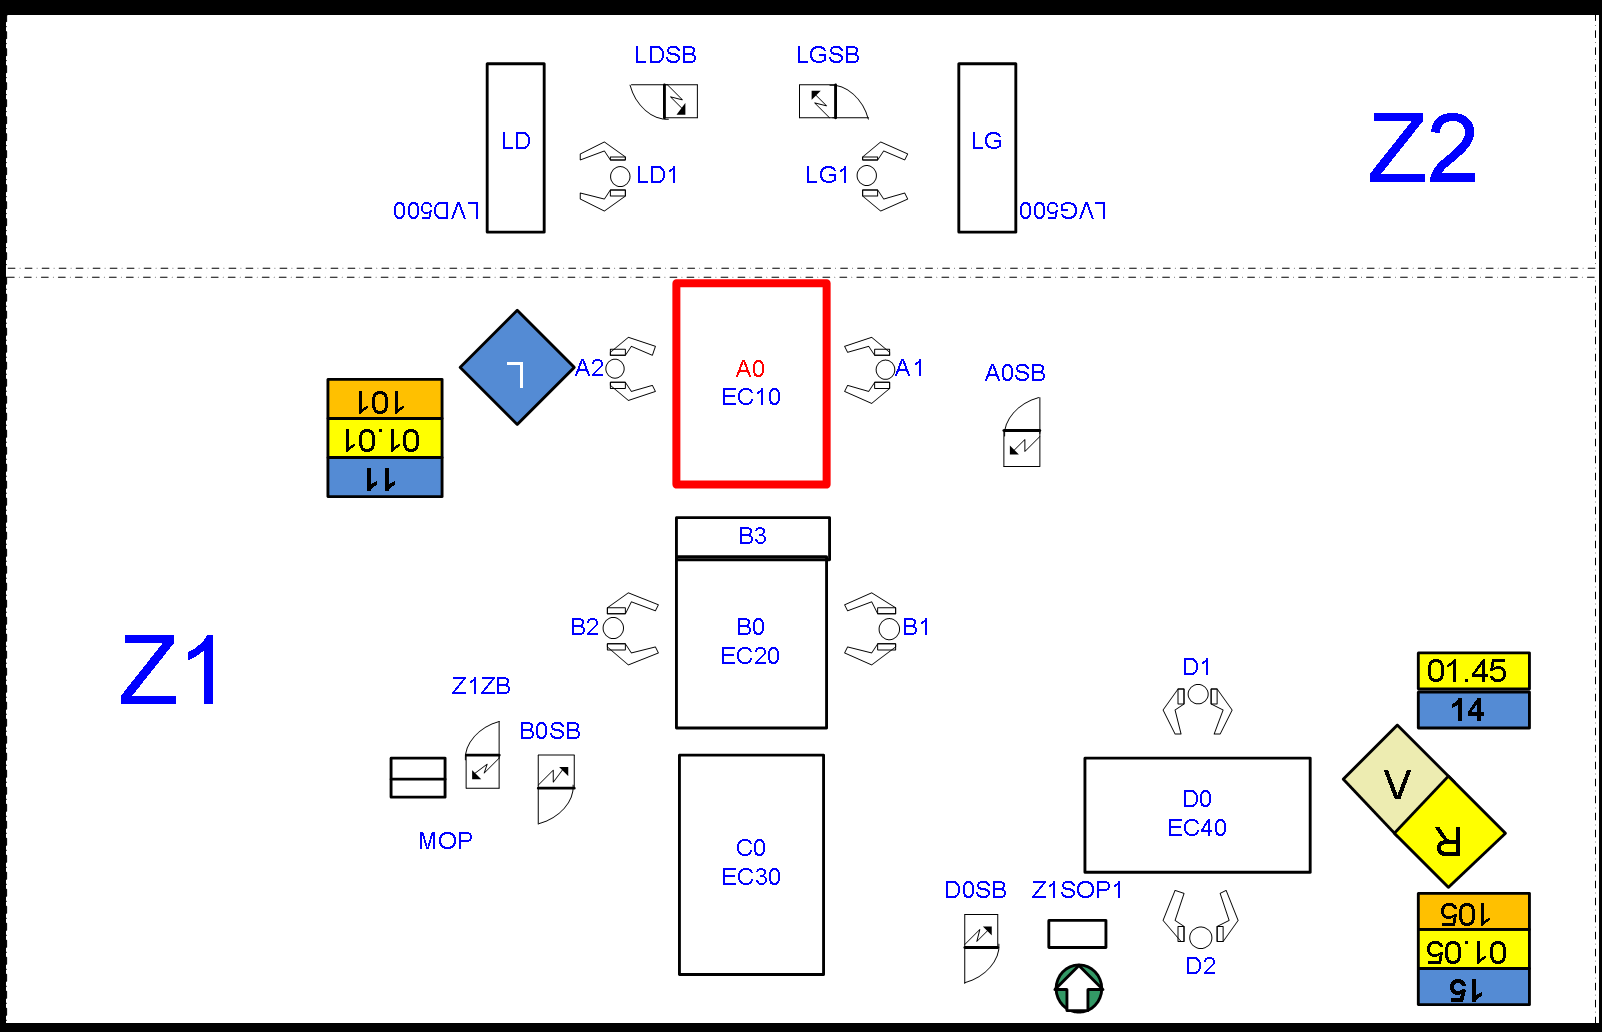 LDSB
LGSB
LD
LG
Z2
LD1
LG1
LVD500
LVG500
L
A2
A0
EC10
A1
A0SB
101
01.01
11
B3
B2
B0
EC20
B1
Z1
Z1ZB
B0SB
MOP
D1
01.45
14
C0
EC30
D0
EC40
V
R
D0SB
Z1SOP1
D2
105
01.05
15